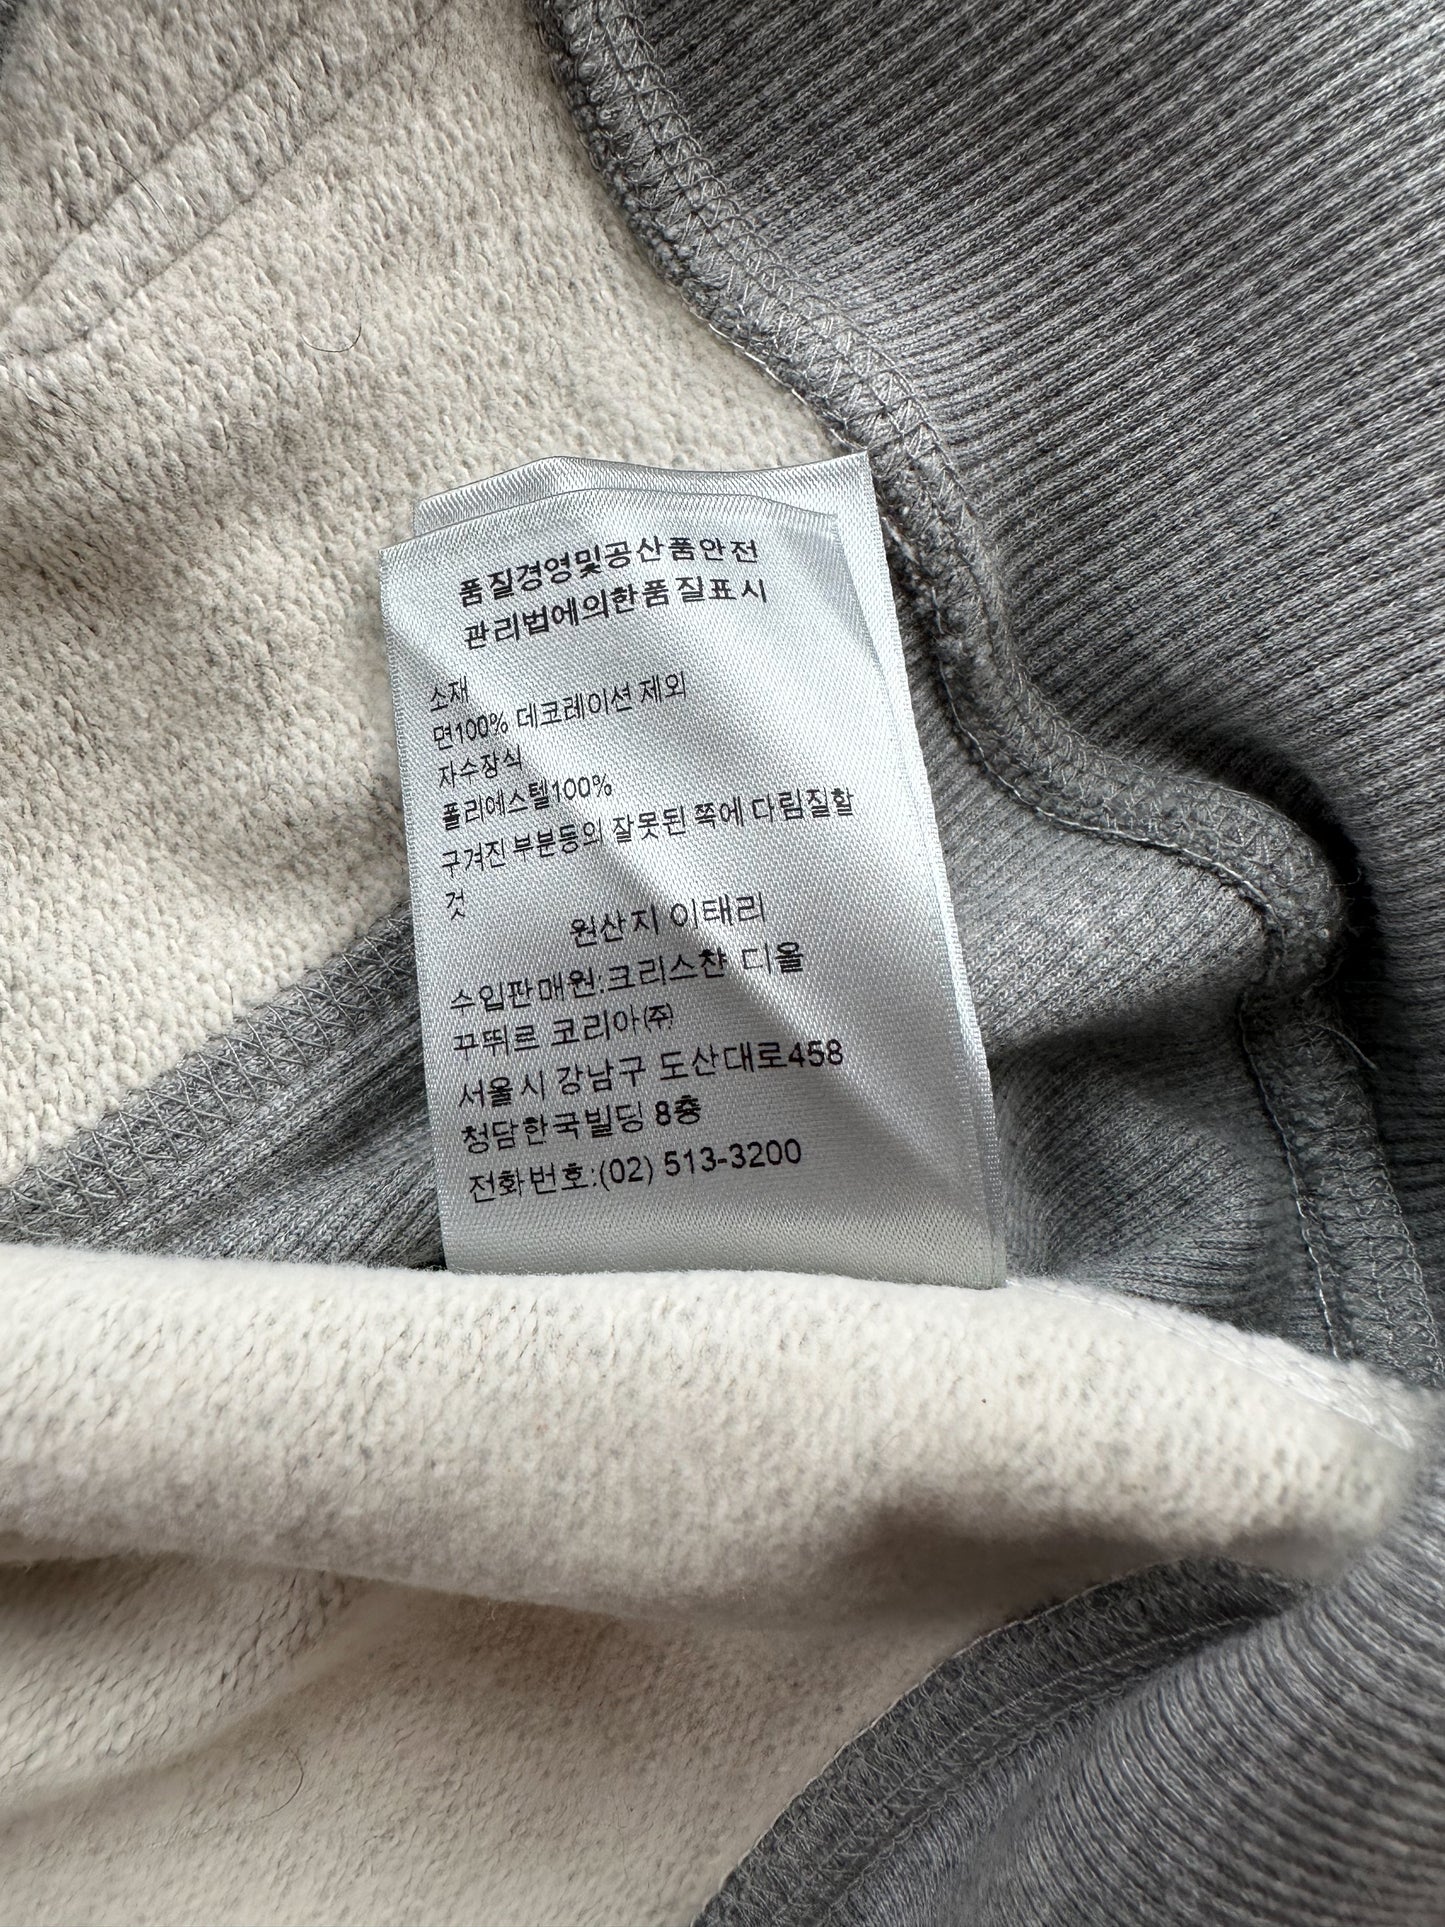 품질경영및공산품안전
관리법에의한품질표시
소재
면100% 데코레이션 제외
자수장식
폴리에스텔100%
구겨진 부분등의 잘못된 쪽에 다림질할
것
원산지 이태리
수입판매원:크리스챤 디올
꾸뛰르 코리아㈜
서울시 강남구 도산대로458
청담한국빌딩 8층
전화번호:(02) 513-3200